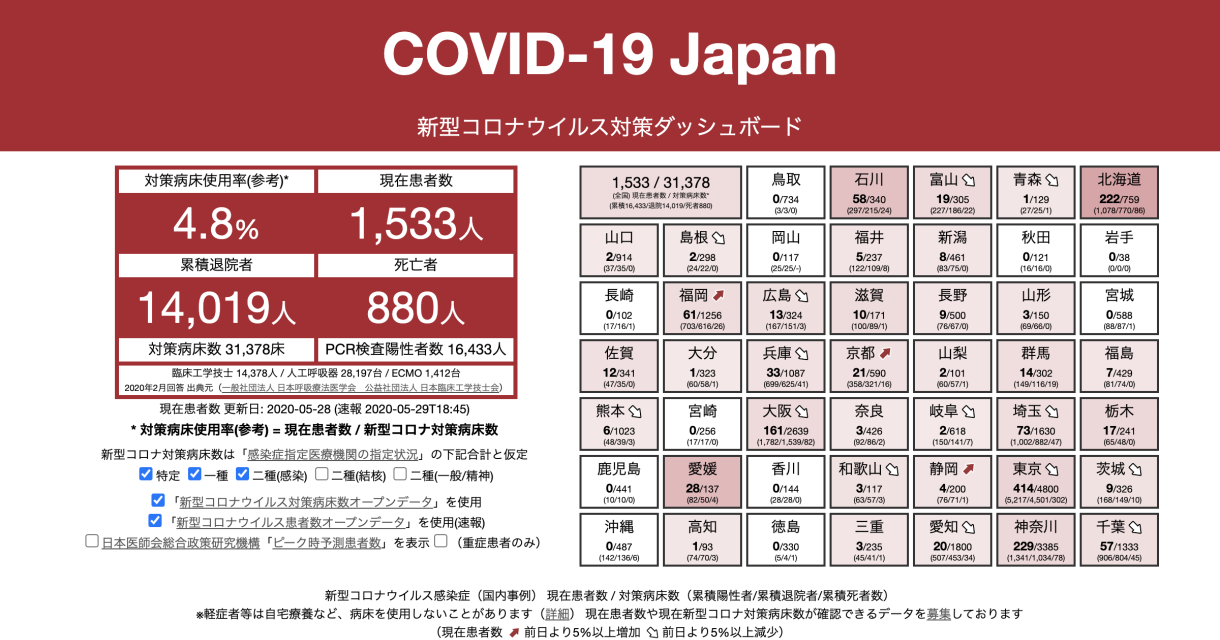 COVID-19 Japan
新型コロナウイルス対策ダッシュボード
対策病床使用率(参考)*
現在患者数
4.8%
1,533人
累積退院者
死亡者
14,019人
880人
対策病床数 31,378床
PCR検査陽性者数 16,433人
臨床工学技士 14,378人 / 人工呼吸器 28,197台 / ECMO 1,412台
2020年2月回答 出典元（一般社団法人 日本呼吸療法医学会　公益社団法人 日本臨床工学技士会）
現在患者数 更新日: 2020-05-28 (速報 2020-05-29T18:45)
* 対策病床使用率(参考) = 現在患者数 / 新型コロナ対策病床数
新型コロナ対策病床数は「感染症指定医療機関の指定状況」の下記合計と仮定
特定 一種 二種(感染) 二種(結核) 二種(一般/精神)
「新型コロナウイルス対策病床数オープンデータ」を使用
「新型コロナウイルス患者数オープンデータ」を使用(速報)
日本医師会総合政策研究機構「ピーク時予測患者数」を表示 （重症患者のみ）
1,533 / 31,378
(全国) 現在患者数 / 対策病床数*
(累積16,433/退院14,019/死者880)
鳥取
0/734
(3/3/0)
石川
58/340
(297/215/24)
富山
19/305
(227/186/22)
青森
1/129
(27/25/1)
北海道
222/759
(1,078/770/86)
山口
2/914
(37/35/0)
島根
2/298
(24/22/0)
岡山
0/117
(25/25/-)
福井
5/237
(122/109/8)
新潟
8/461
(83/75/0)
秋田
0/121
(16/16/0)
岩手
0/38
(0/0/0)
長崎
0/102
(17/16/1)
福岡
61/1256
(703/616/26)
広島
13/324
(167/151/3)
滋賀
10/171
(100/89/1)
長野
9/500
(76/67/0)
山形
3/150
(69/66/0)
宮城
0/588
(88/87/1)
佐賀
12/341
(47/35/0)
大分
1/323
(60/58/1)
兵庫
33/1087
(699/625/41)
京都
21/590
(358/321/16)
山梨
2/101
(60/57/1)
群馬
14/302
(149/116/19)
福島
7/429
(81/74/0)
熊本
6/1023
(48/39/3)
宮崎
0/256
(17/17/0)
大阪
161/2639
(1,782/1,539/82)
奈良
3/426
(92/86/2)
岐阜
2/618
(150/141/7)
埼玉
73/1630
(1,002/882/47)
栃木
17/241
(65/48/0)
鹿児島
0/441
(10/10/0)
愛媛
28/137
(82/50/4)
香川
0/144
(28/28/0)
和歌山
3/117
(63/57/3)
静岡
4/200
(76/71/1)
東京
414/4800
(5,217/4,501/302)
茨城
9/326
(168/149/10)
沖縄
0/487
(142/136/6)
高知
1/93
(74/70/3)
徳島
0/330
(5/4/1)
三重
3/235
(45/41/1)
愛知
20/1800
(507/453/34)
神奈川
229/3385
(1,341/1,034/78)
千葉
57/1333
(906/804/45)
新型コロナウイルス感染症（国内事例） 現在患者数 / 対策病床数（累積陽性者/累積退院者/累積死者数）
※軽症者等は自宅療養など、病床を使用しないことがあります（詳細） 現在患者数や現在新型コロナ対策病床数が確認できるデータを募集しております
（現在患者数 前日より5%以上増加 前日より5%以上減少）